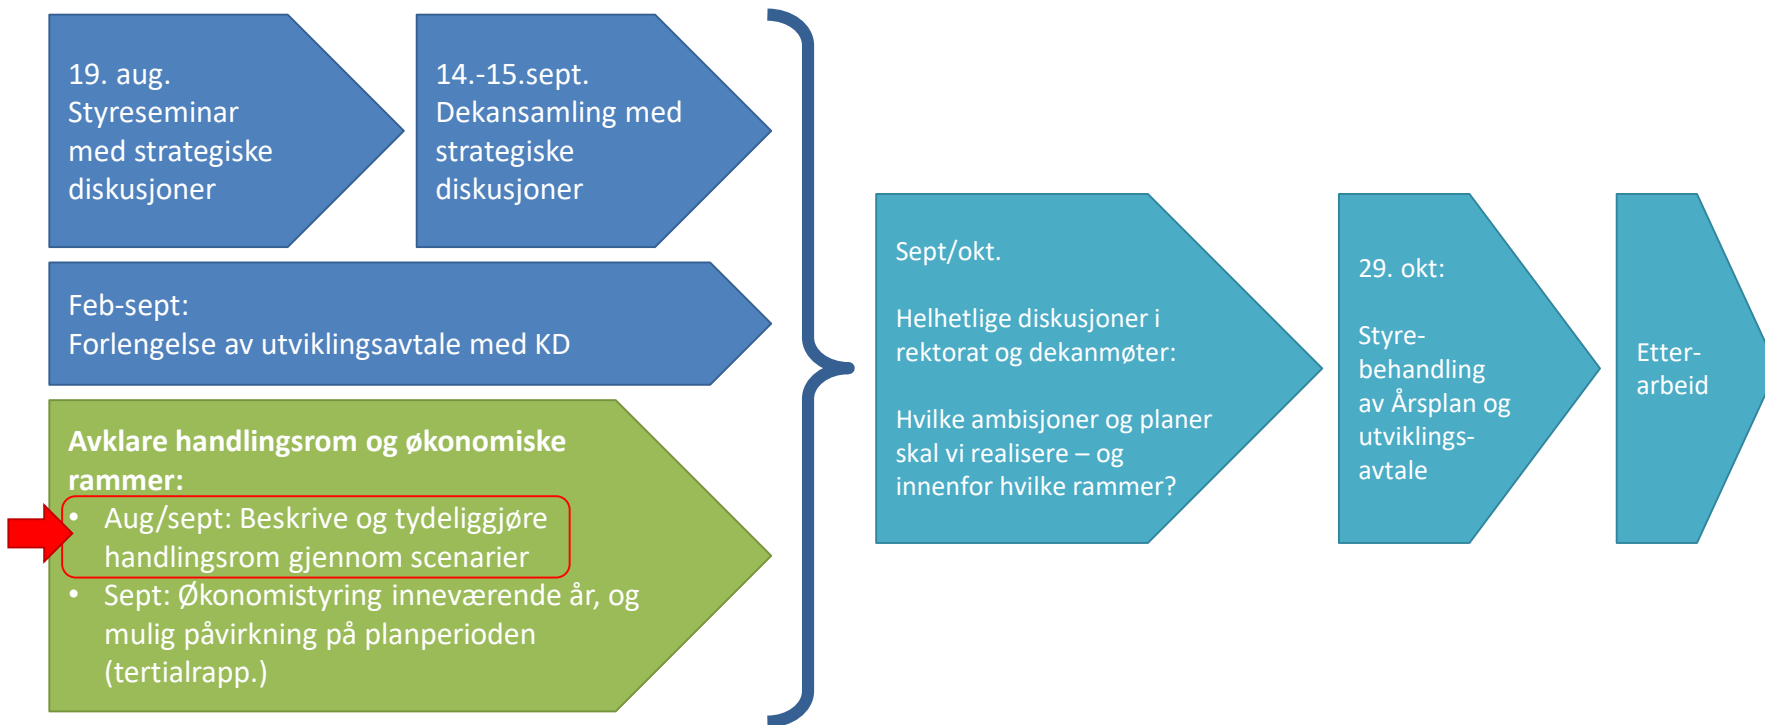 19. aug.
Styreseminar
med strategiske
diskusjoner
14.-15.sept.
Dekansamling med
strategiske
diskusjoner
Feb-sept:
Forlengelse av utviklingsavtale med KD
Avklare handlingsrom og økonomiske
rammer:
• Aug/sept: Beskrive og tydeliggjøre
handlingsrom gjennom scenarier
• Sept: Økonomistyring inneværende år, og
mulig påvirkning på planperioden
(tertialrapp.)
Sept/okt.
Helhetlige diskusjoner i
rektorat og dekanmøter:
Hvilke ambisjoner og planer
skal vi realisere – og
innenfor hvilke rammer?
29. okt:
Styre-
behandling
av Årsplan og
utviklings-
avtale
Etter-
arbeid